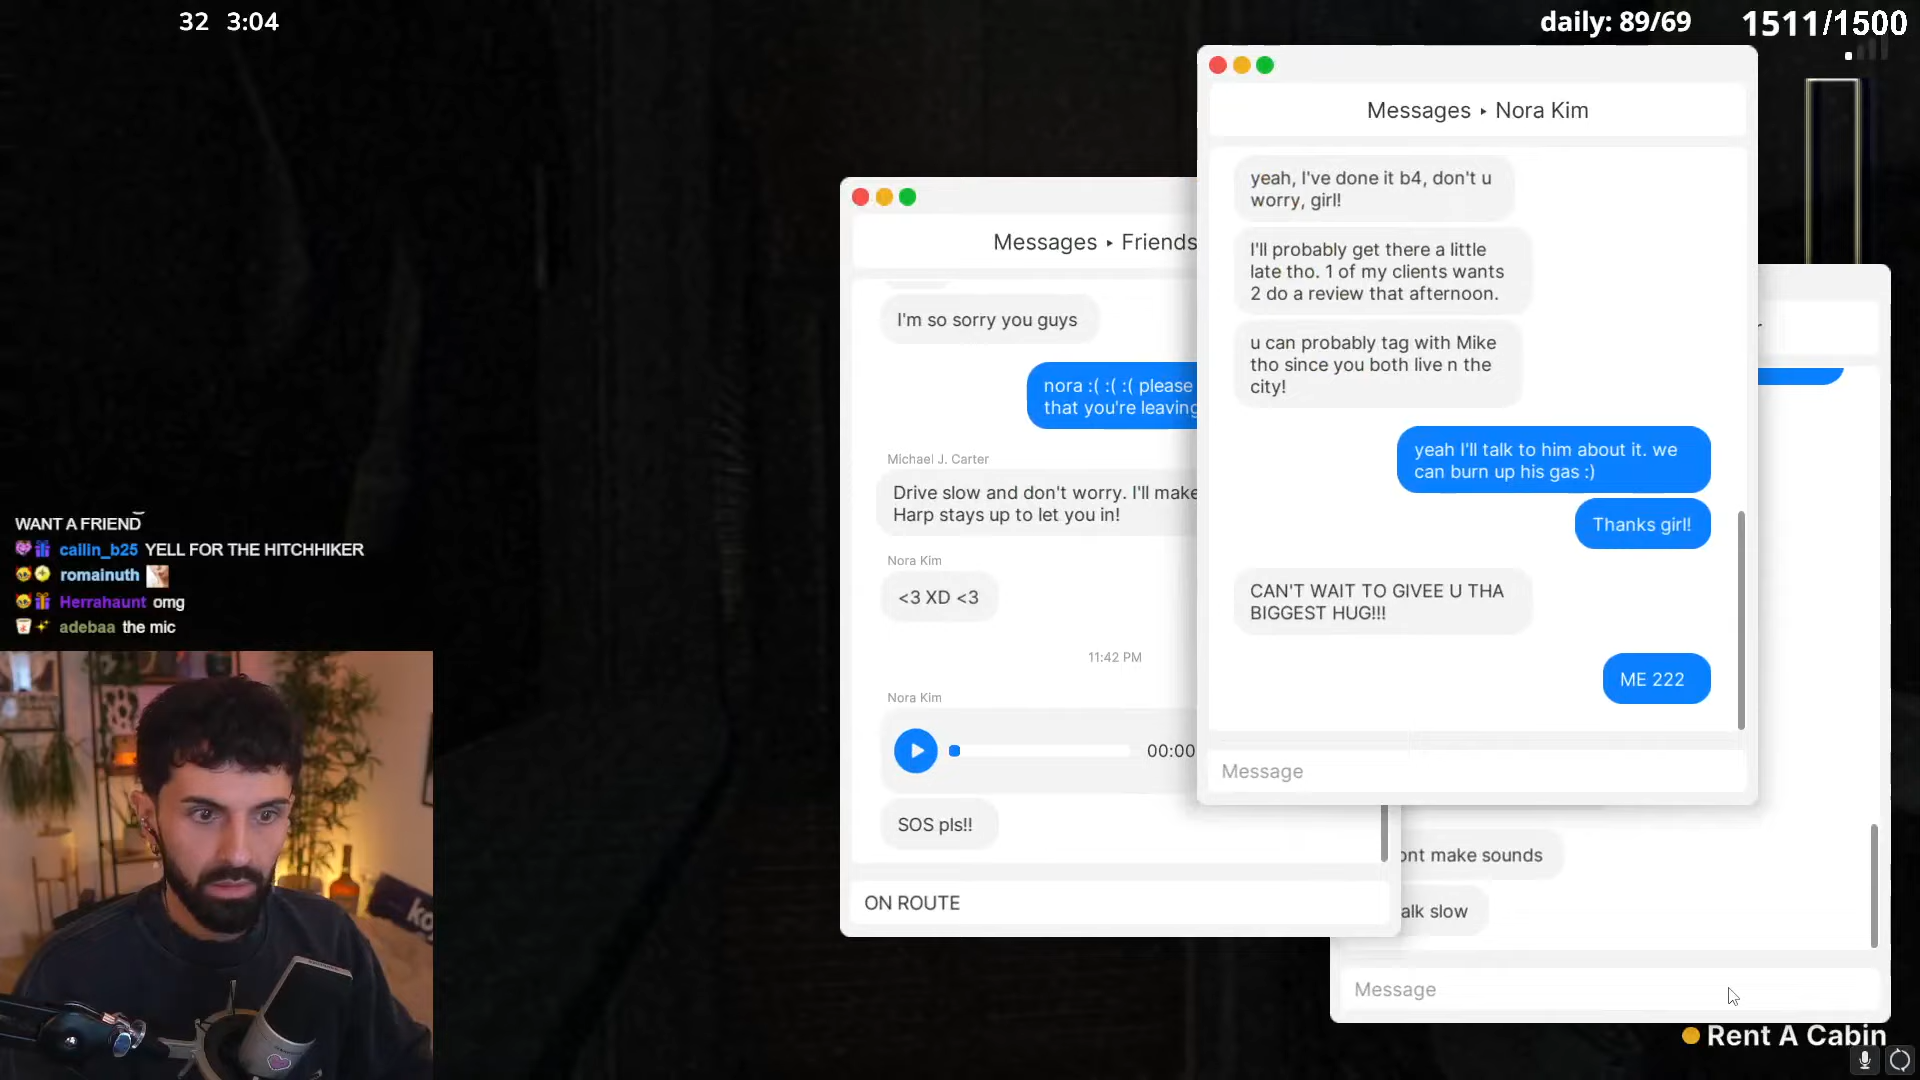 32 3:04
daily: 89/69
1511/1500
Messages ▸ Nora Kim
yeah, I've done it b4, don't u
worry, girl!
I'll probably get there a little
late tho. 1 of my clients wants
2 do a review that afternoon.
u can probably tag with Mike
tho since you both live n the
city!
yeah I'll talk to him about it. we
can burn up his gas :)
Thanks girl!
CAN'T WAIT TO GIVEE U THA
BIGGEST HUG!!!
ME 222
Message
Messages ▸ Friends
I'm so sorry you guys
nora :( :( :( please
that you're leaving
Michael J. Carter
Drive slow and don't worry. I'll make
Harp stays up to let you in!
Nora Kim
<3 XD <3
11:42 PM
Nora Kim
00:00
SOS pls!!
ON ROUTE
ont make sounds
alk slow
Message
Rent A Cabin
WANT A FRIEND
cailin_b25 YELL FOR THE HITCHHIKER
romainuth
Herrahaunt omg
adebaa the mic